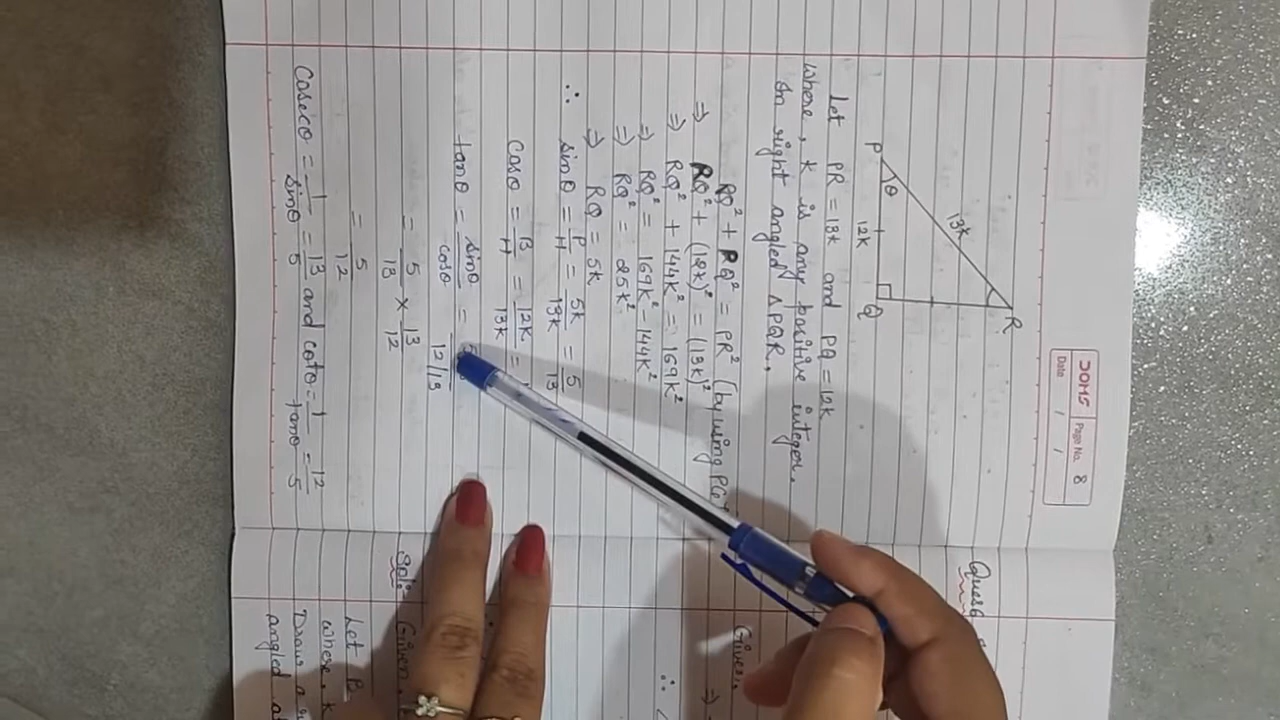 JOMS Page No. 8
Date / /
R
13k
P θ 12k Q
Let PR = 13k and PQ = 12k
where, k is any positive integer.
In right angled ΔPQR,
RQ² + PQ² = PR² (by using PG
⇒ RQ² + (12k)² = (13k)²
⇒ RQ² + 144k² = 169k²
⇒ RQ² = 169k² - 144k²
⇒ RQ² = 25k²
⇒ RQ = 5k
∴ sinθ = P/H = 5k/13k = 5/13
cosθ = B/H = 12k/13k =
tanθ = sinθ/cosθ = 5/12/13
= 5/13 × 13/12
= 5/12
Cosecθ = 1/sinθ = 13/5 and cotθ = 1/tanθ = 12/5
Ques
Given,
⇒
∴
Sol: Given,
Let
where, k
Draw a
angled